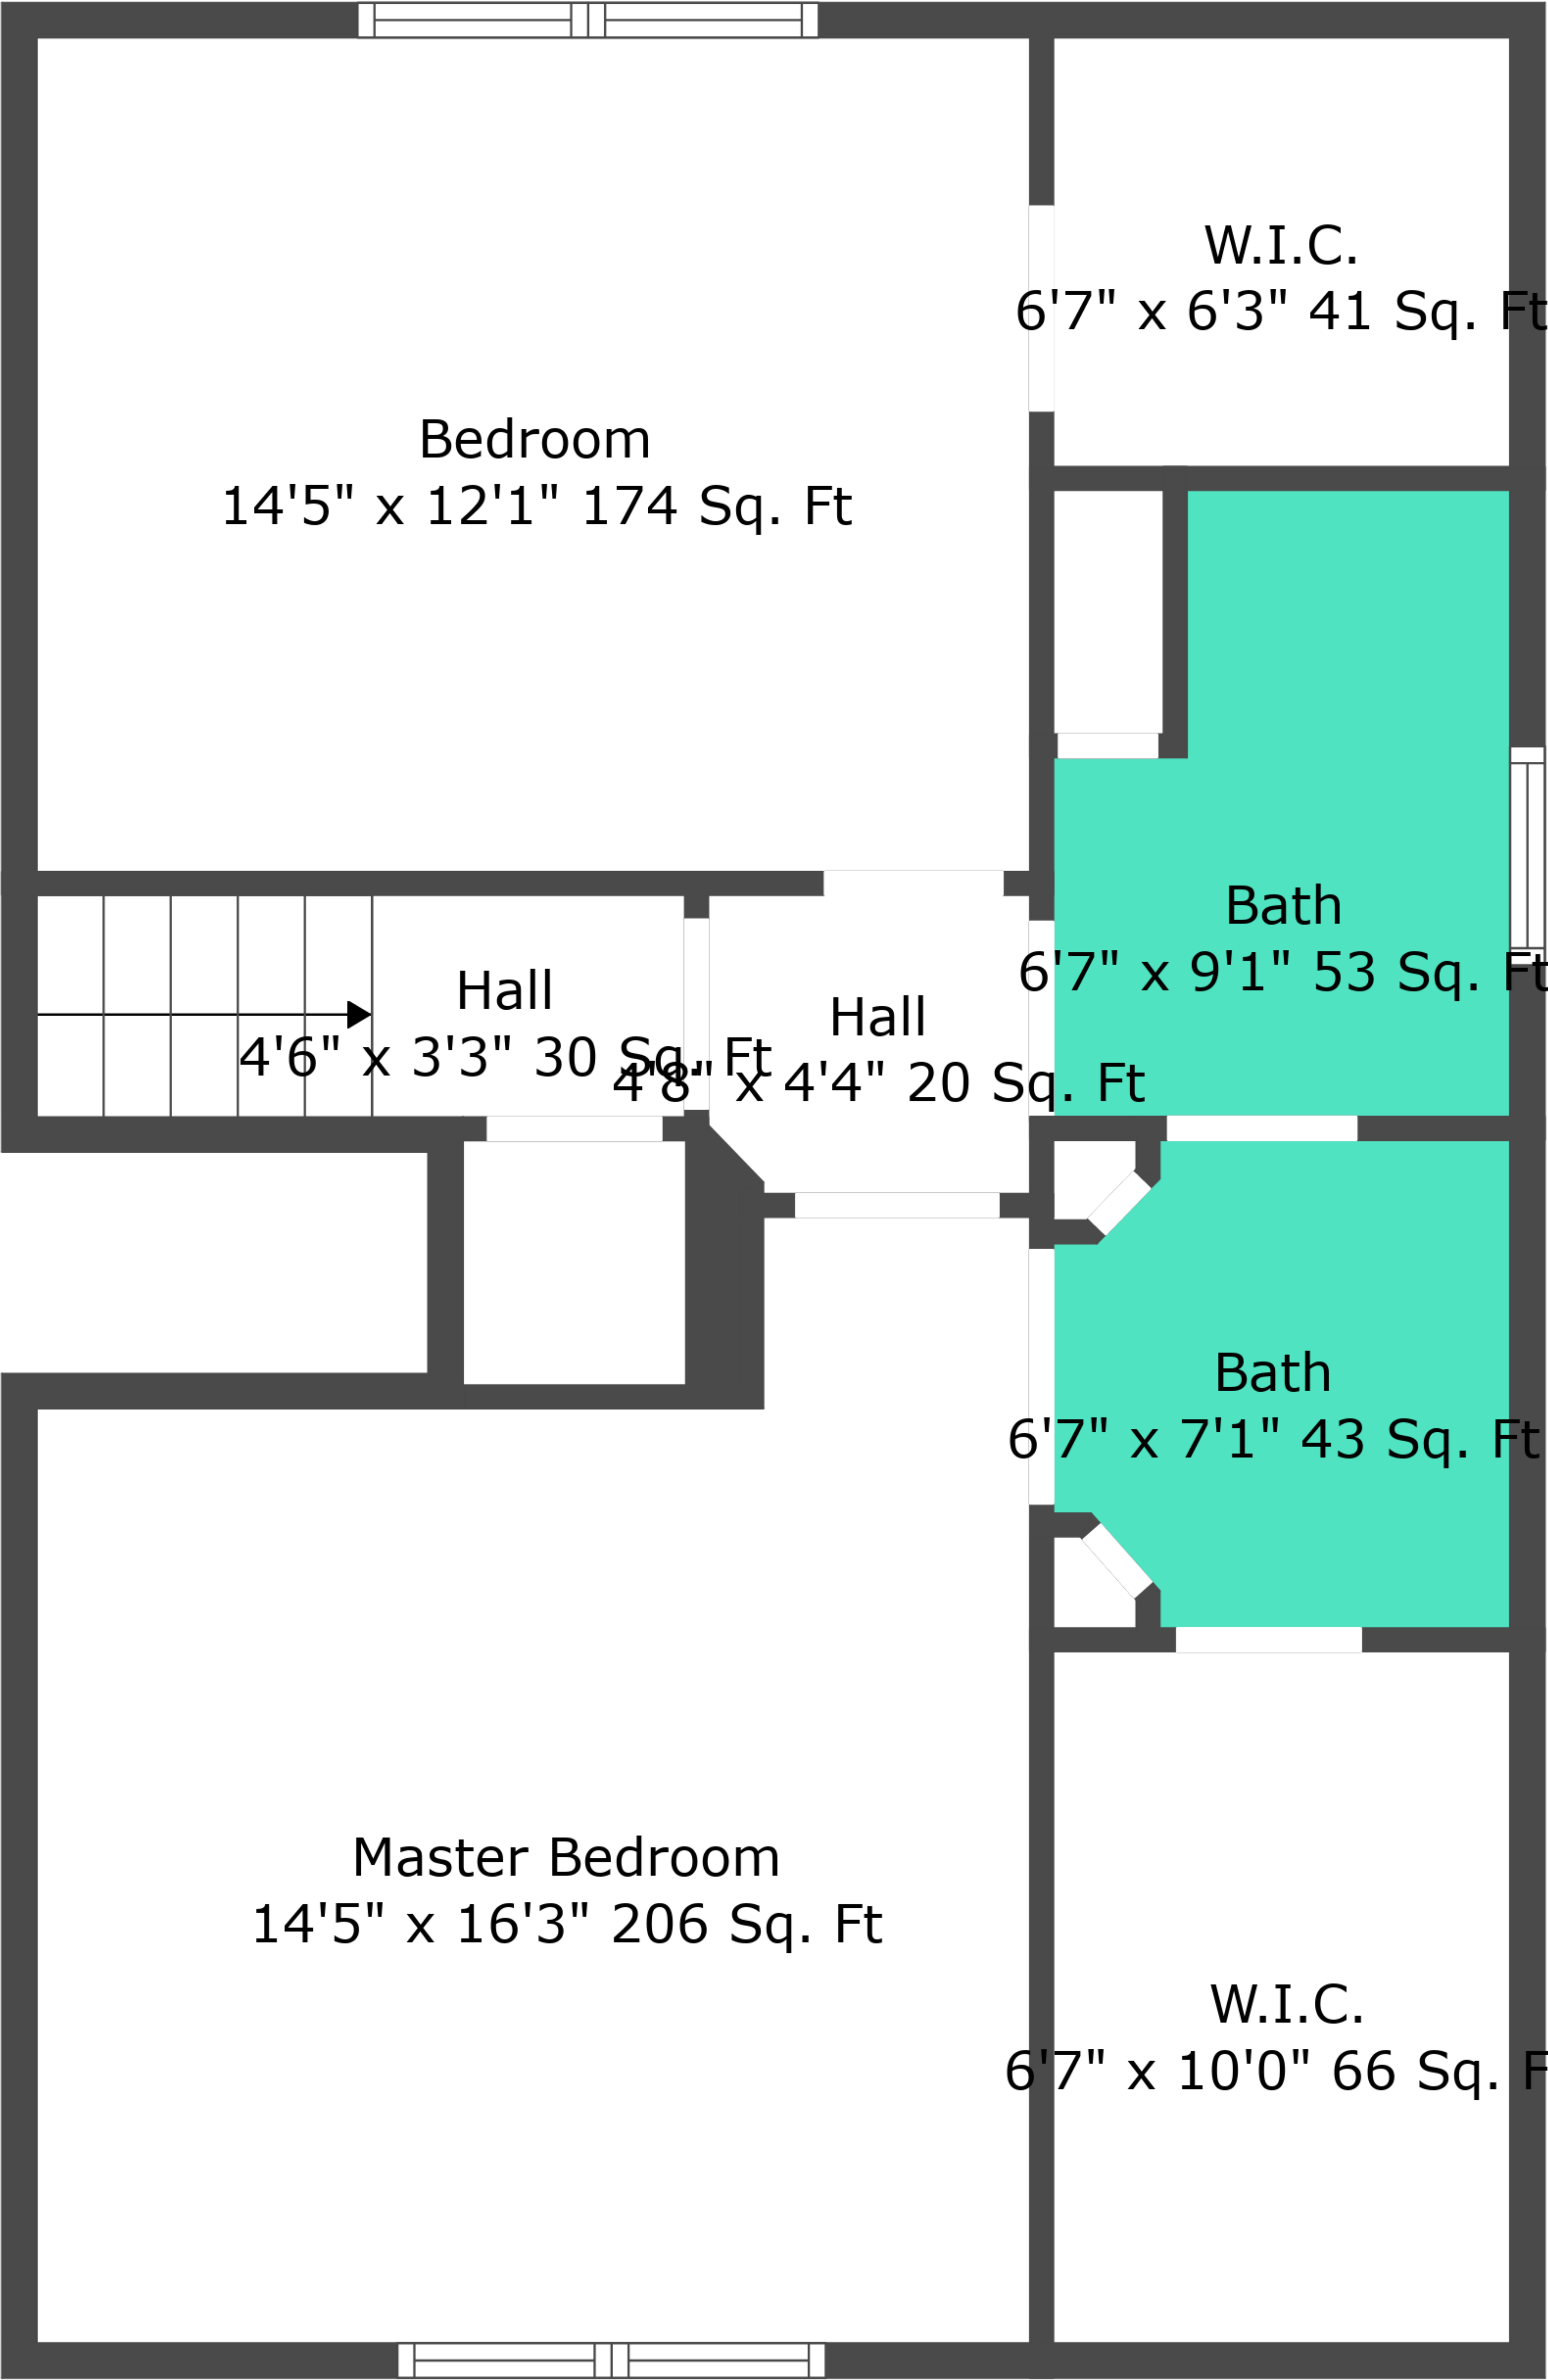 W.I.C.
6'7" x 6'3" 41 Sq. Ft
Bedroom
14'5" x 12'1" 174 Sq. Ft
Bath
6'7" x 9'1" 53 Sq. Ft
Hall
4'6" x 3'3" 30 Sq. Ft
Hall
4'8" x 4'4" 20 Sq. Ft
Bath
6'7" x 7'1" 43 Sq. Ft
Master Bedroom
14'5" x 16'3" 206 Sq. Ft
W.I.C.
6'7" x 10'0" 66 Sq. F